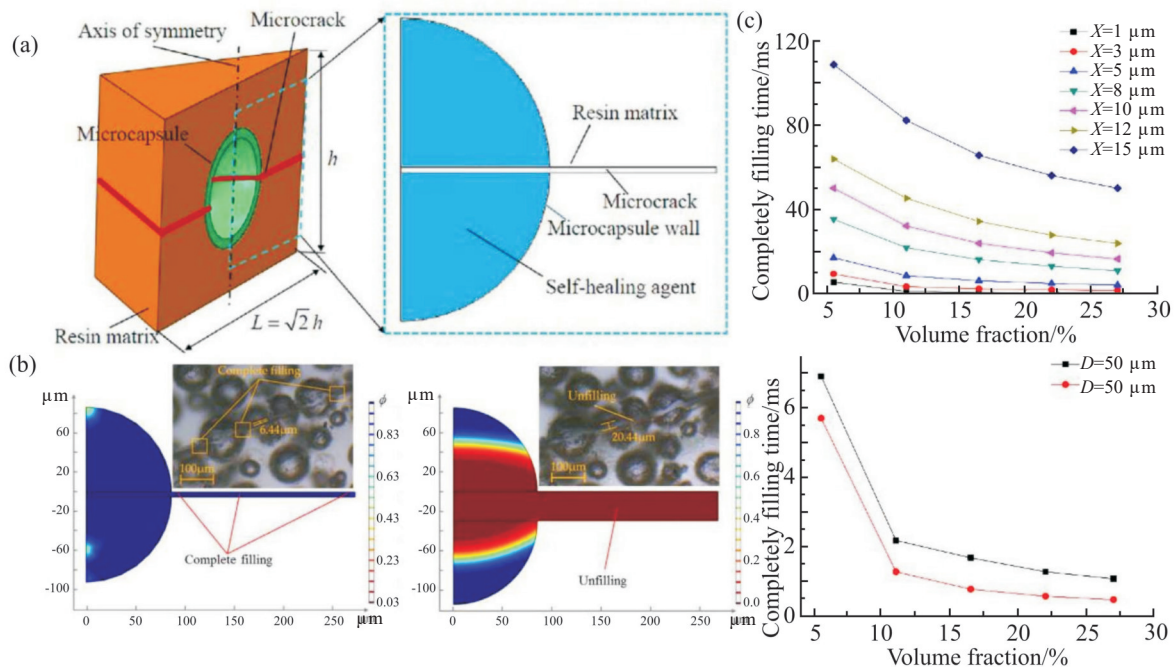 (a)
Axis of symmetry
Microcrack
Microcapsule
h
L = √2 h
Resin matrix
Resin matrix
Microcrack
Microcapsule wall
Self-healing agent
(b)
μm
60
20
-20
-60
-100
0 50 100 150 200 250 μm
Complete filling
6.44μm
100μm
Complete filling
ϕ
0.83
0.63
0.43
0.23
0.03
μm
60
20
-20
-60
-100
0 50 100 150 200 250 μm
Unfilling
20.44μm
100μm
Unfilling
ϕ
0.8
0.6
0.4
0.2
0.0
(c)
Completely filling time/ms
120
80
40
0
5 10 15 20 25 30
Volume fraction/%
X=1 μm
X=3 μm
X=5 μm
X=8 μm
X=10 μm
X=12 μm
X=15 μm
Completely filling time/ms
6
4
2
0
5 10 15 20 25 30
Volume fraction/%
D=50 μm
D=50 μm